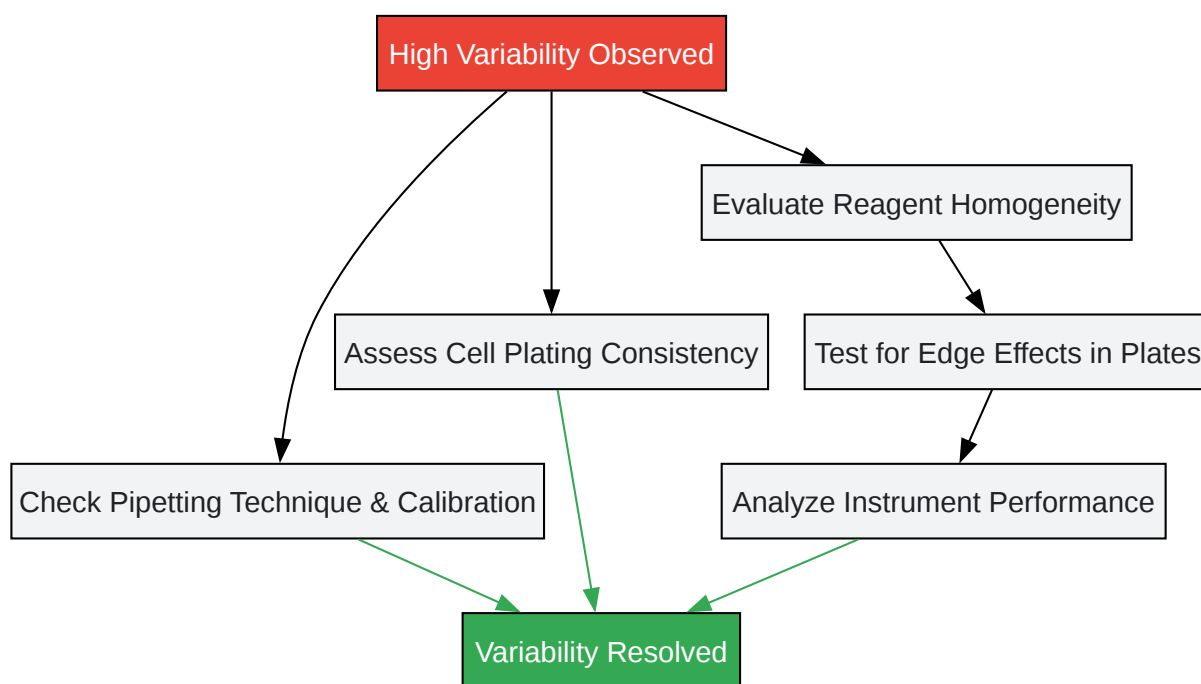 High Variability Observed
Evaluate Reagent Homogeneity
Assess Cell Plating Consistency
Test for Edge Effects in Plates
Check Pipetting Technique & Calibration
Analyze Instrument Performance
Variability Resolved